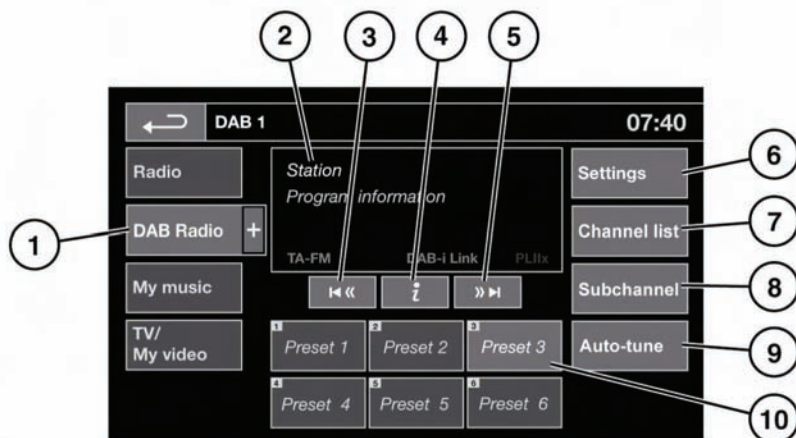 2 3 4 5
DAB 1 07:40
Radio
Station
Settings
6
Program information
1
DAB Radio +
Channel list
7
TA-FM DAB-i Link PLIIx
My music
i
Subchannel
8
TV/
My video
1 Preset 1 2 Preset 2 3 Preset 3
Auto-tune
9
4 Preset 4 5 Preset 5 6 Preset 6
10